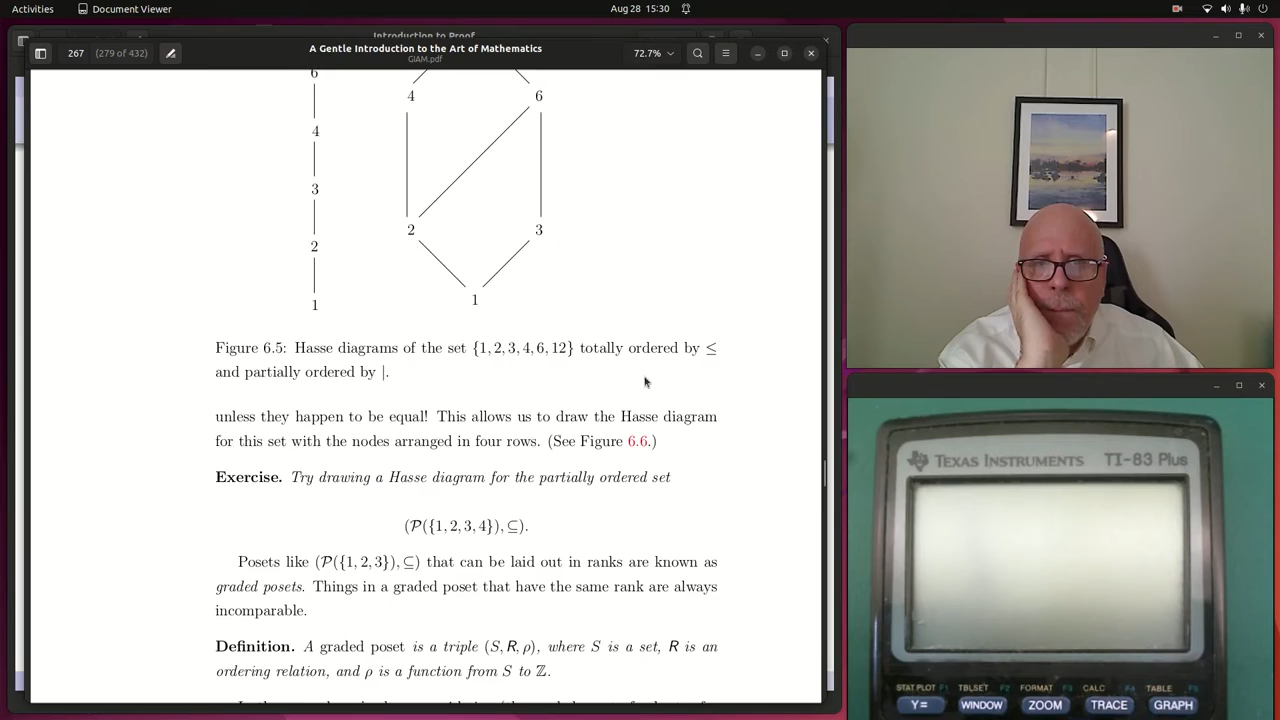 Activities
Document Viewer
Aug 28 15:30
Introduction to Proof
267
(279 of 432)
A Gentle Introduction to the Art of Mathematics
GIAM.pdf
72.7%
6
4
3
2
1
4
6
2
3
1
Figure 6.5: Hasse diagrams of the set {1, 2, 3, 4, 6, 12} totally ordered by ≤
and partially ordered by |.
unless they happen to be equal! This allows us to draw the Hasse diagram
for this set with the nodes arranged in four rows. (See Figure 6.6.)
Exercise. Try drawing a Hasse diagram for the partially ordered set
(𝒫({1, 2, 3, 4}), ⊆).
Posets like (𝒫({1, 2, 3}), ⊆) that can be laid out in ranks are known as
graded posets. Things in a graded poset that have the same rank are always
incomparable.
Definition. A graded poset is a triple (S, R, ρ), where S is a set, R is an
ordering relation, and ρ is a function from S to ℤ.
TEXAS INSTRUMENTS TI-83 Plus
STAT PLOT F1 TBLSET F2 FORMAT F3 CALC F4 TABLE F5
Y= WINDOW ZOOM TRACE GRAPH